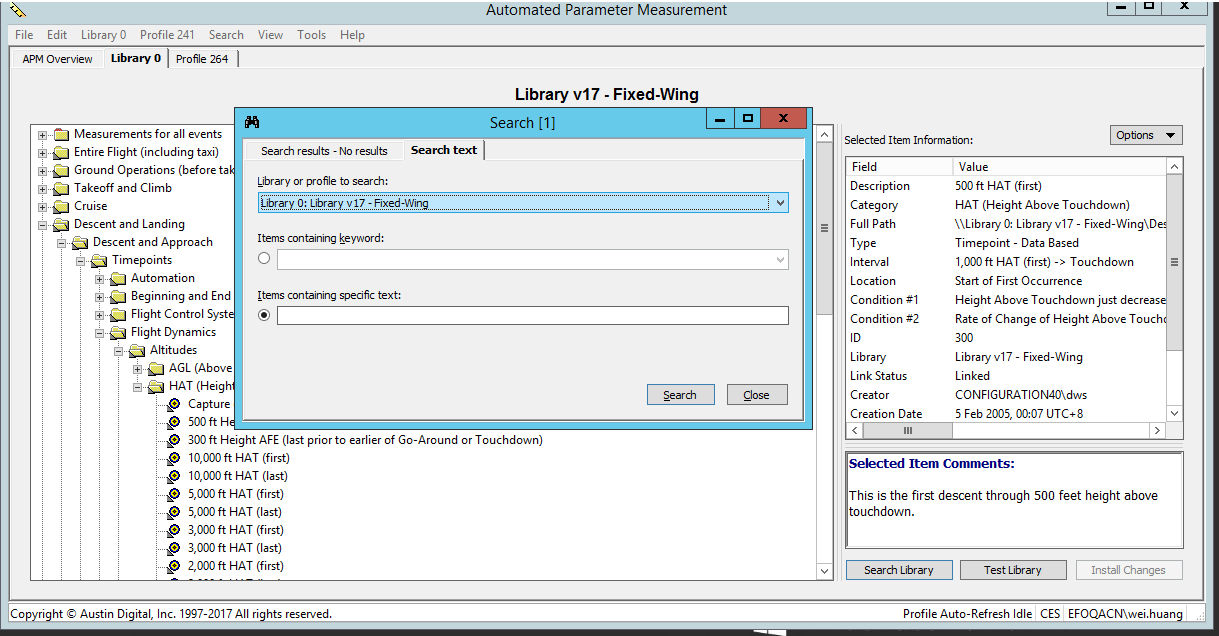 Automated Parameter Measurement
File Edit Library 0 Profile 241 Search View Tools Help
APM Overview Library 0 Profile 264
Library v17 - Fixed-Wing
Measurements for all events
Entire Flight (including taxi)
Ground Operations (before tak
Takeoff and Climb
Cruise
Descent and Landing
Descent and Approach
Timepoints
Automation
Beginning and End
Flight Control Syste
Flight Dynamics
Altitudes
AGL (Above
HAT (Height
Capture
500 ft He
300 ft Height AFE (last prior to earlier of Go-Around or Touchdown)
10,000 ft HAT (first)
10,000 ft HAT (last)
5,000 ft HAT (first)
5,000 ft HAT (last)
3,000 ft HAT (first)
3,000 ft HAT (last)
2,000 ft HAT (first)
Search [1]
Search results - No results Search text
Library or profile to search:
Library 0: Library v17 - Fixed-Wing
Items containing keyword:
Items containing specific text:
Search Close
Selected Item Information: Options
Field Value
Description 500 ft HAT (first)
Category HAT (Height Above Touchdown)
Full Path \\Library 0: Library v17 - Fixed-Wing\Des
Type Timepoint - Data Based
Interval 1,000 ft HAT (first) -> Touchdown
Location Start of First Occurrence
Condition #1 Height Above Touchdown just decrease
Condition #2 Rate of Change of Height Above Touchd
ID 300
Library Library v17 - Fixed-Wing
Link Status Linked
Creator CONFIGURATION40\dws
Creation Date 5 Feb 2005, 00:07 UTC+8
Selected Item Comments:
This is the first descent through 500 feet height above
touchdown.
Search Library Test Library Install Changes
Copyright © Austin Digital, Inc. 1997-2017 All rights reserved. Profile Auto-Refresh Idle CES EFOQACN\wei.huang